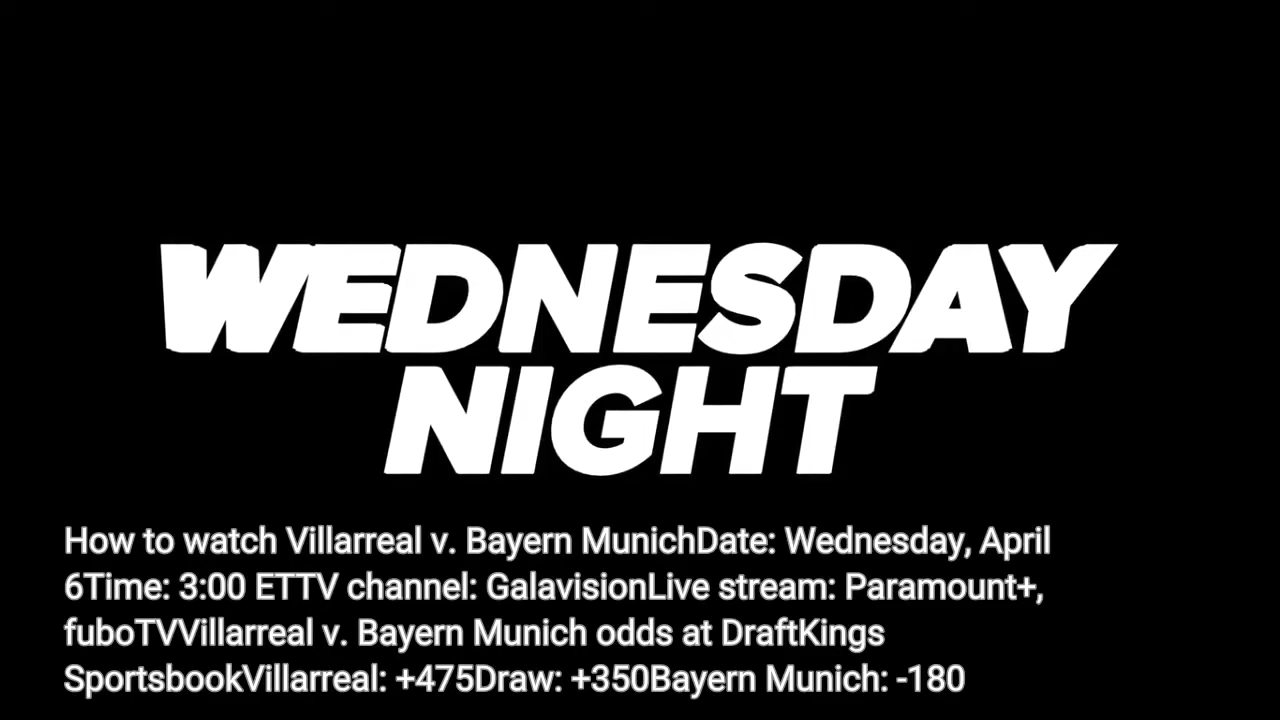 WEDNESDAY
NIGHT
How to watch Villarreal v. Bayern MunichDate: Wednesday, April
6Time: 3:00 ETTV channel: GalavisionLive stream: Paramount+,
fuboTVVillarreal v. Bayern Munich odds at DraftKings
SportsbookVillarreal: +475Draw: +350Bayern Munich: -180